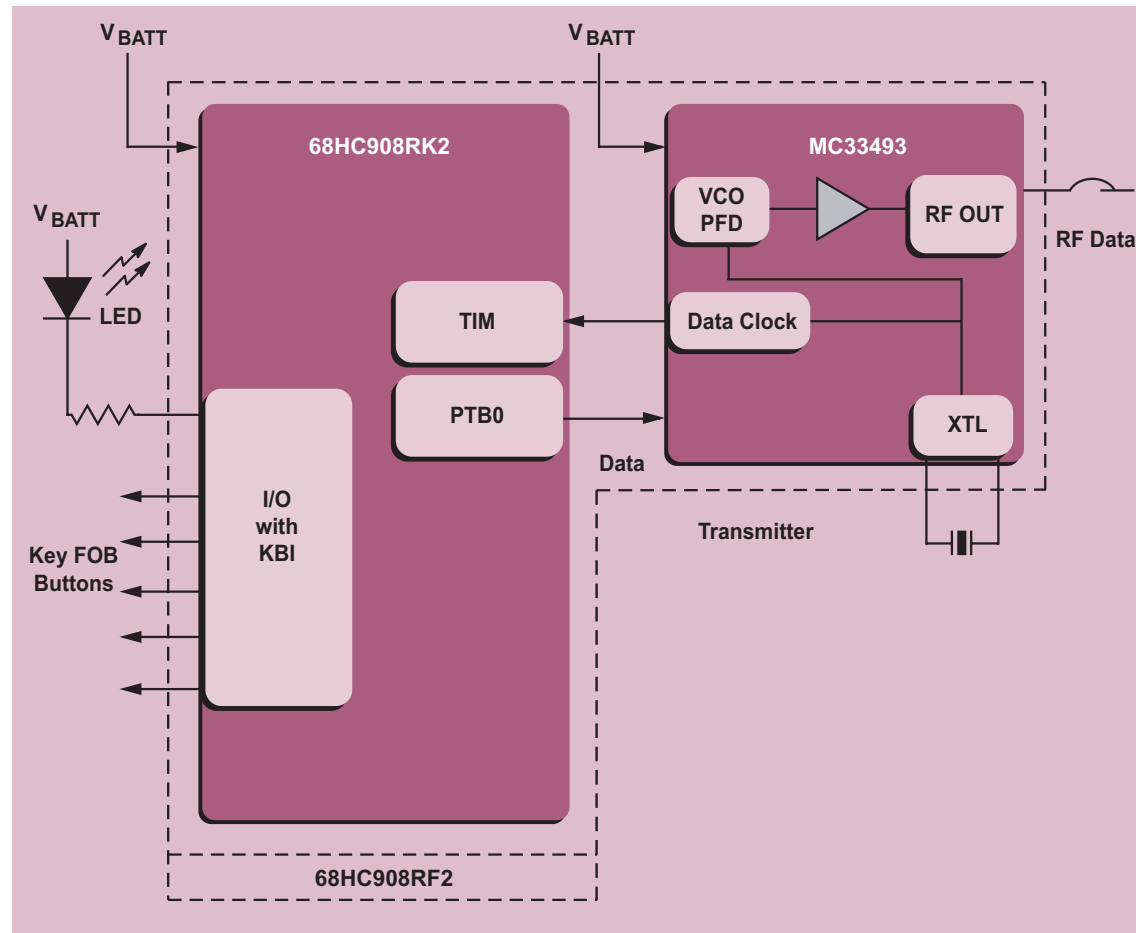 VBATT
VBATT
68HC908RK2
MC33493
VCO
PFD
RF OUT
RF Data
VBATT
LED
TIM
Data Clock
PTB0
XTL
Data
I/O
with
KBI
Transmitter
Key FOB
Buttons
68HC908RF2